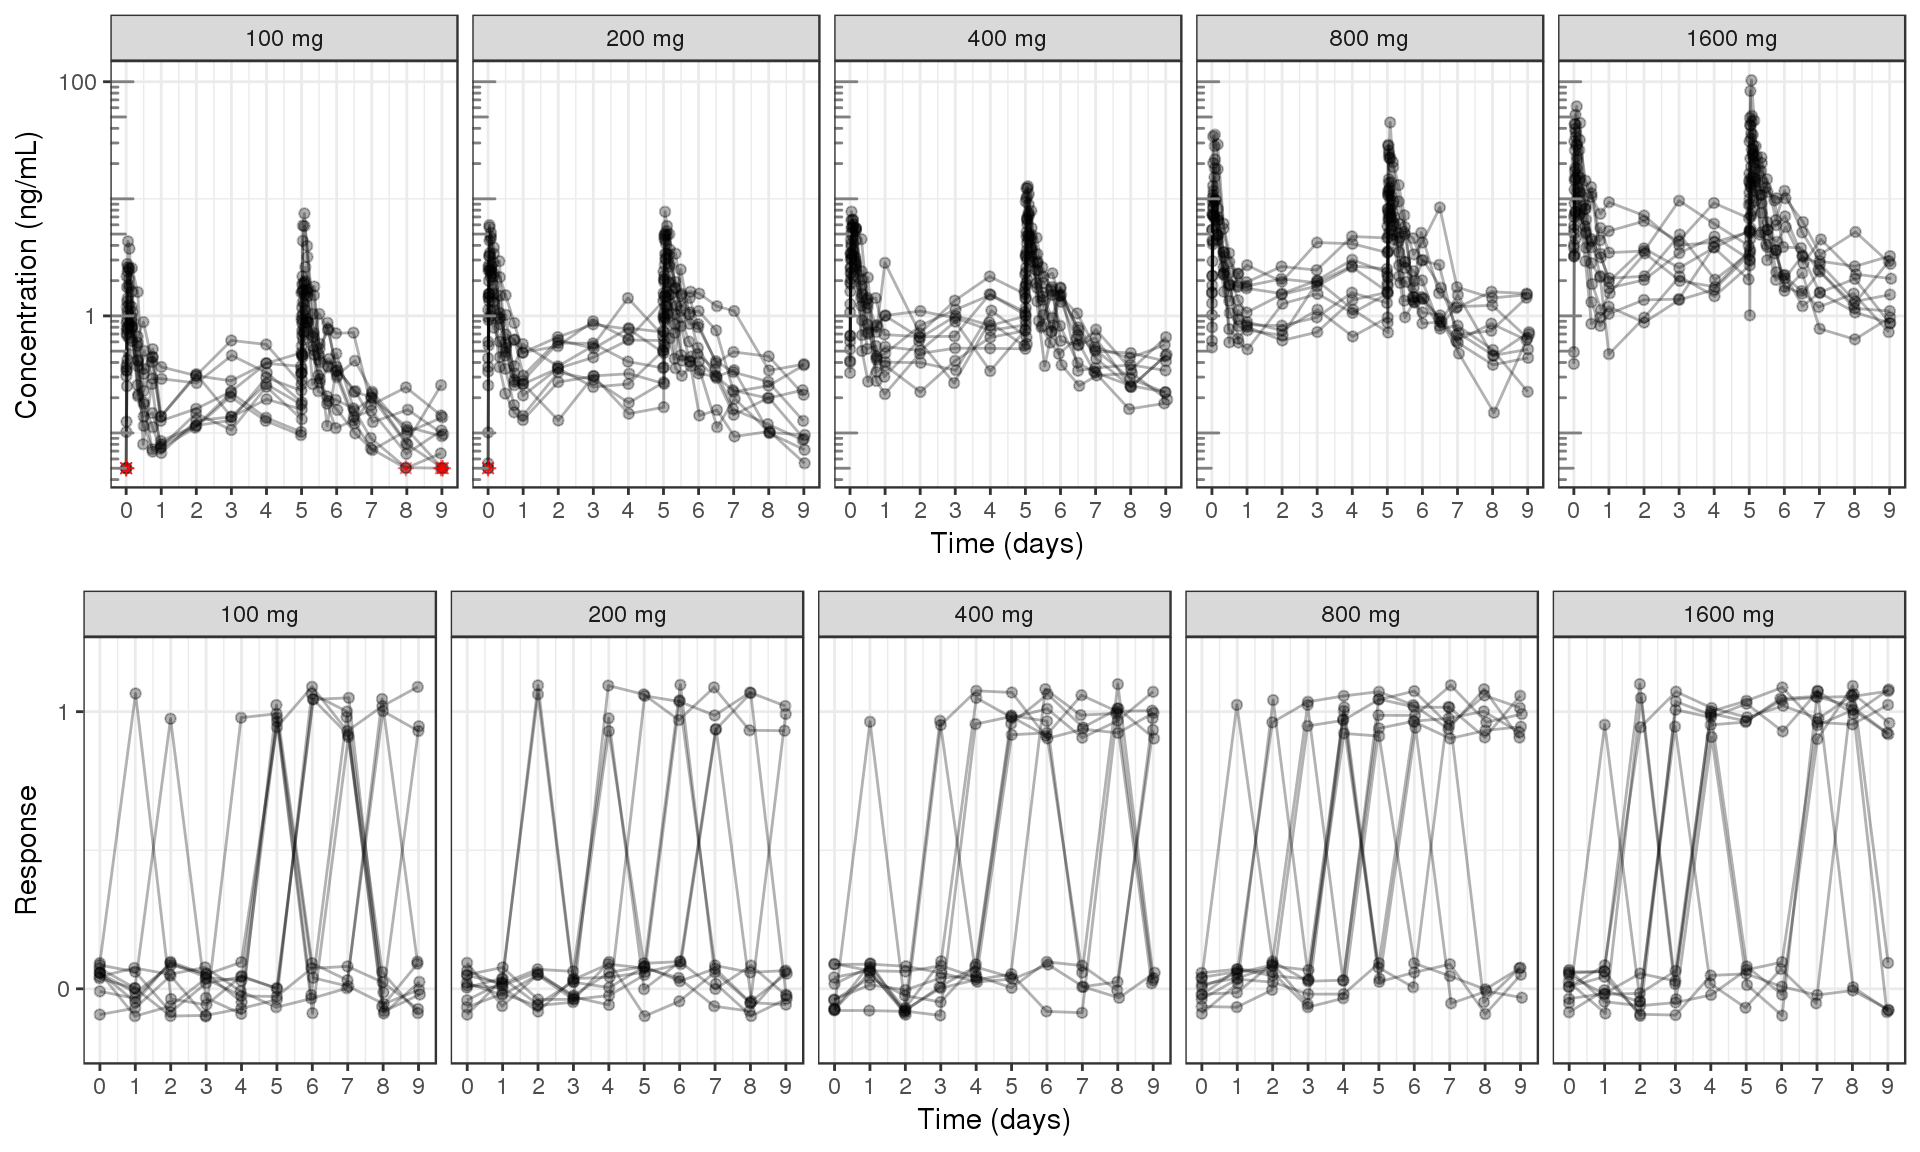 100 mg 200 mg 400 mg 800 mg 1600 mg
100
1
Concentration (ng/mL)
0 1 2 3 4 5 6 7 8 9 0 1 2 3 4 5 6 7 8 9 0 1 2 3 4 5 6 7 8 9 0 1 2 3 4 5 6 7 8 9 0 1 2 3 4 5 6 7 8 9
Time (days)
100 mg 200 mg 400 mg 800 mg 1600 mg
1
0
Response
0 1 2 3 4 5 6 7 8 9 0 1 2 3 4 5 6 7 8 9 0 1 2 3 4 5 6 7 8 9 0 1 2 3 4 5 6 7 8 9 0 1 2 3 4 5 6 7 8 9
Time (days)